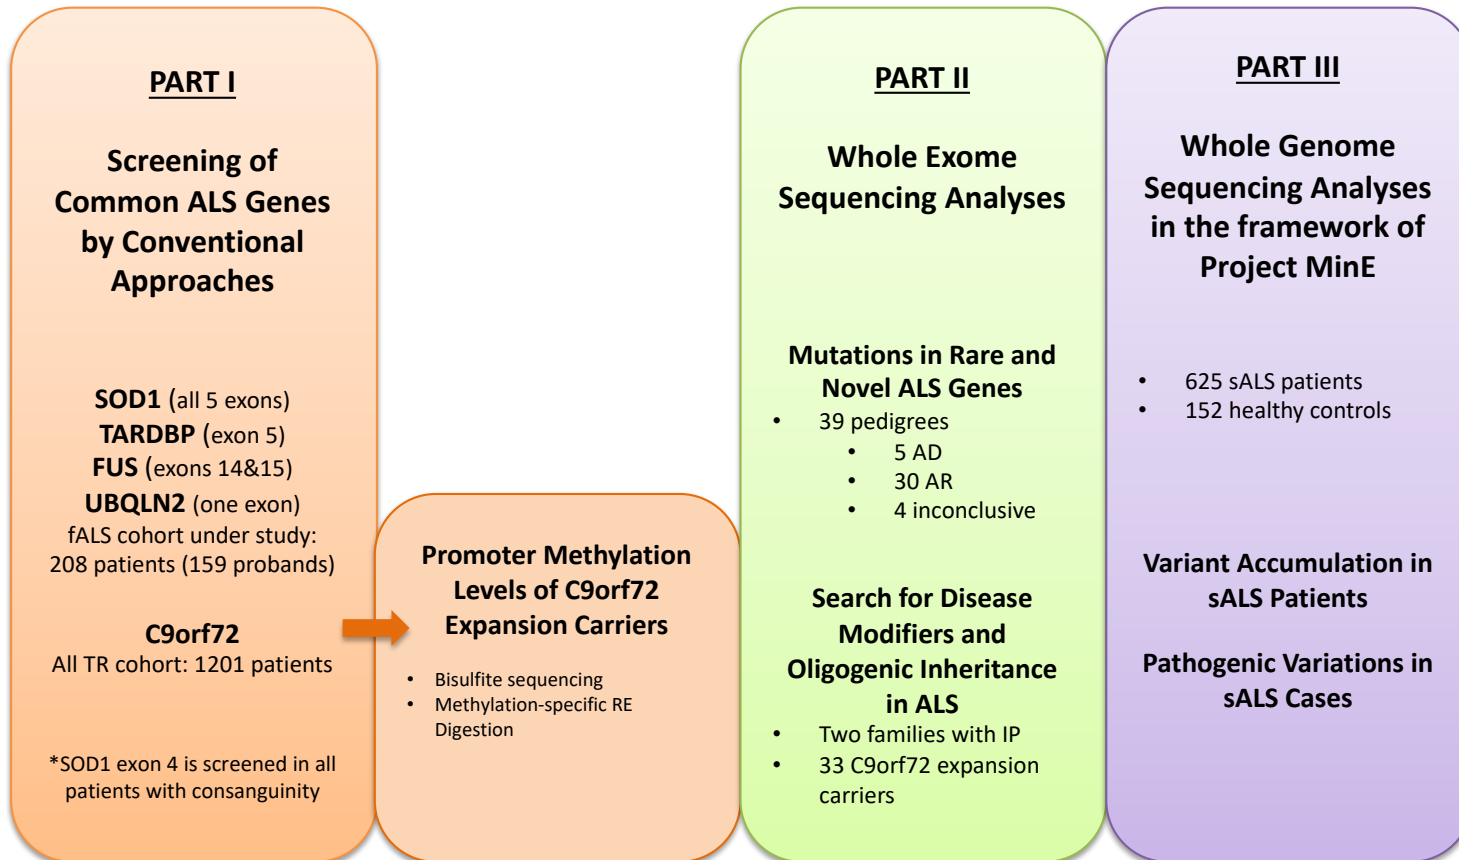 PART I
Screening of
Common ALS Genes
by Conventional
Approaches
SOD1 (all 5 exons)
TARDBP (exon 5)
FUS (exons 14&15)
UBQLN2 (one exon)
fALS cohort under study:
208 patients (159 probands)
C9orf72
All TR cohort: 1201 patients
*SOD1 exon 4 is screened in all
patients with consanguinity
Promoter Methylation
Levels of C9orf72
Expansion Carriers
• Bisulfite sequencing
• Methylation-specific RE
Digestion
PART II
Whole Exome
Sequencing Analyses
Mutations in Rare and
Novel ALS Genes
• 39 pedigrees
• 5 AD
• 30 AR
• 4 inconclusive
Search for Disease
Modifiers and
Oligogenic Inheritance
in ALS
• Two families with IP
• 33 C9orf72 expansion
carriers
PART III
Whole Genome
Sequencing Analyses
in the framework of
Project MinE
• 625 sALS patients
• 152 healthy controls
Variant Accumulation in
sALS Patients
Pathogenic Variations in
sALS Cases